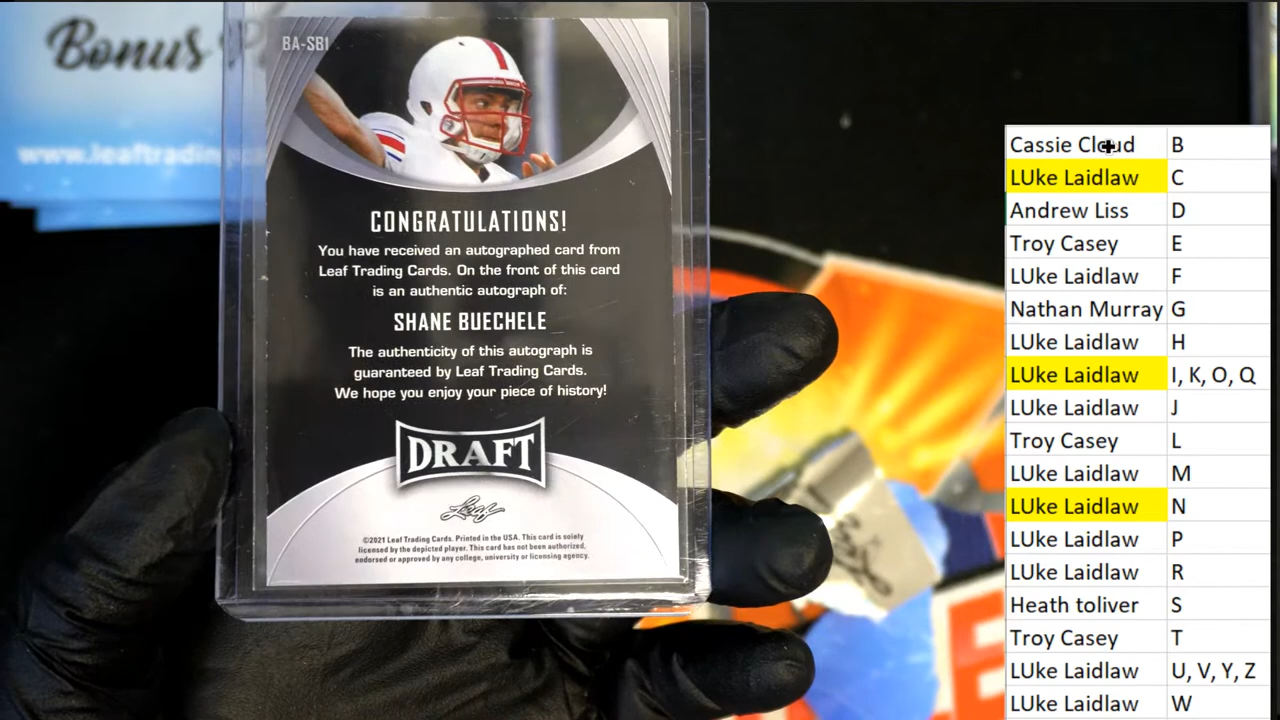 Bonus
www.leaftradingc
BA-SB1
CONGRATULATIONS!
You have received an autographed card from
Leaf Trading Cards. On the front of this card
is an authentic autograph of:
SHANE BUECHELE
The authenticity of this autograph is
guaranteed by Leaf Trading Cards.
We hope you enjoy your piece of history!
DRAFT
Leaf
©2021 Leaf Trading Cards. Printed in the USA. This card is solely
licensed by the depicted player. This card has not been authorized,
endorsed or approved by any college, university or licensing agency.
Cassie Cloud B
LUke Laidlaw C
Andrew Liss D
Troy Casey E
LUke Laidlaw F
Nathan Murray G
LUke Laidlaw H
LUke Laidlaw I, K, O, Q
LUke Laidlaw J
Troy Casey L
LUke Laidlaw M
LUke Laidlaw N
LUke Laidlaw P
LUke Laidlaw R
Heath toliver S
Troy Casey T
LUke Laidlaw U, V, Y, Z
LUke Laidlaw W